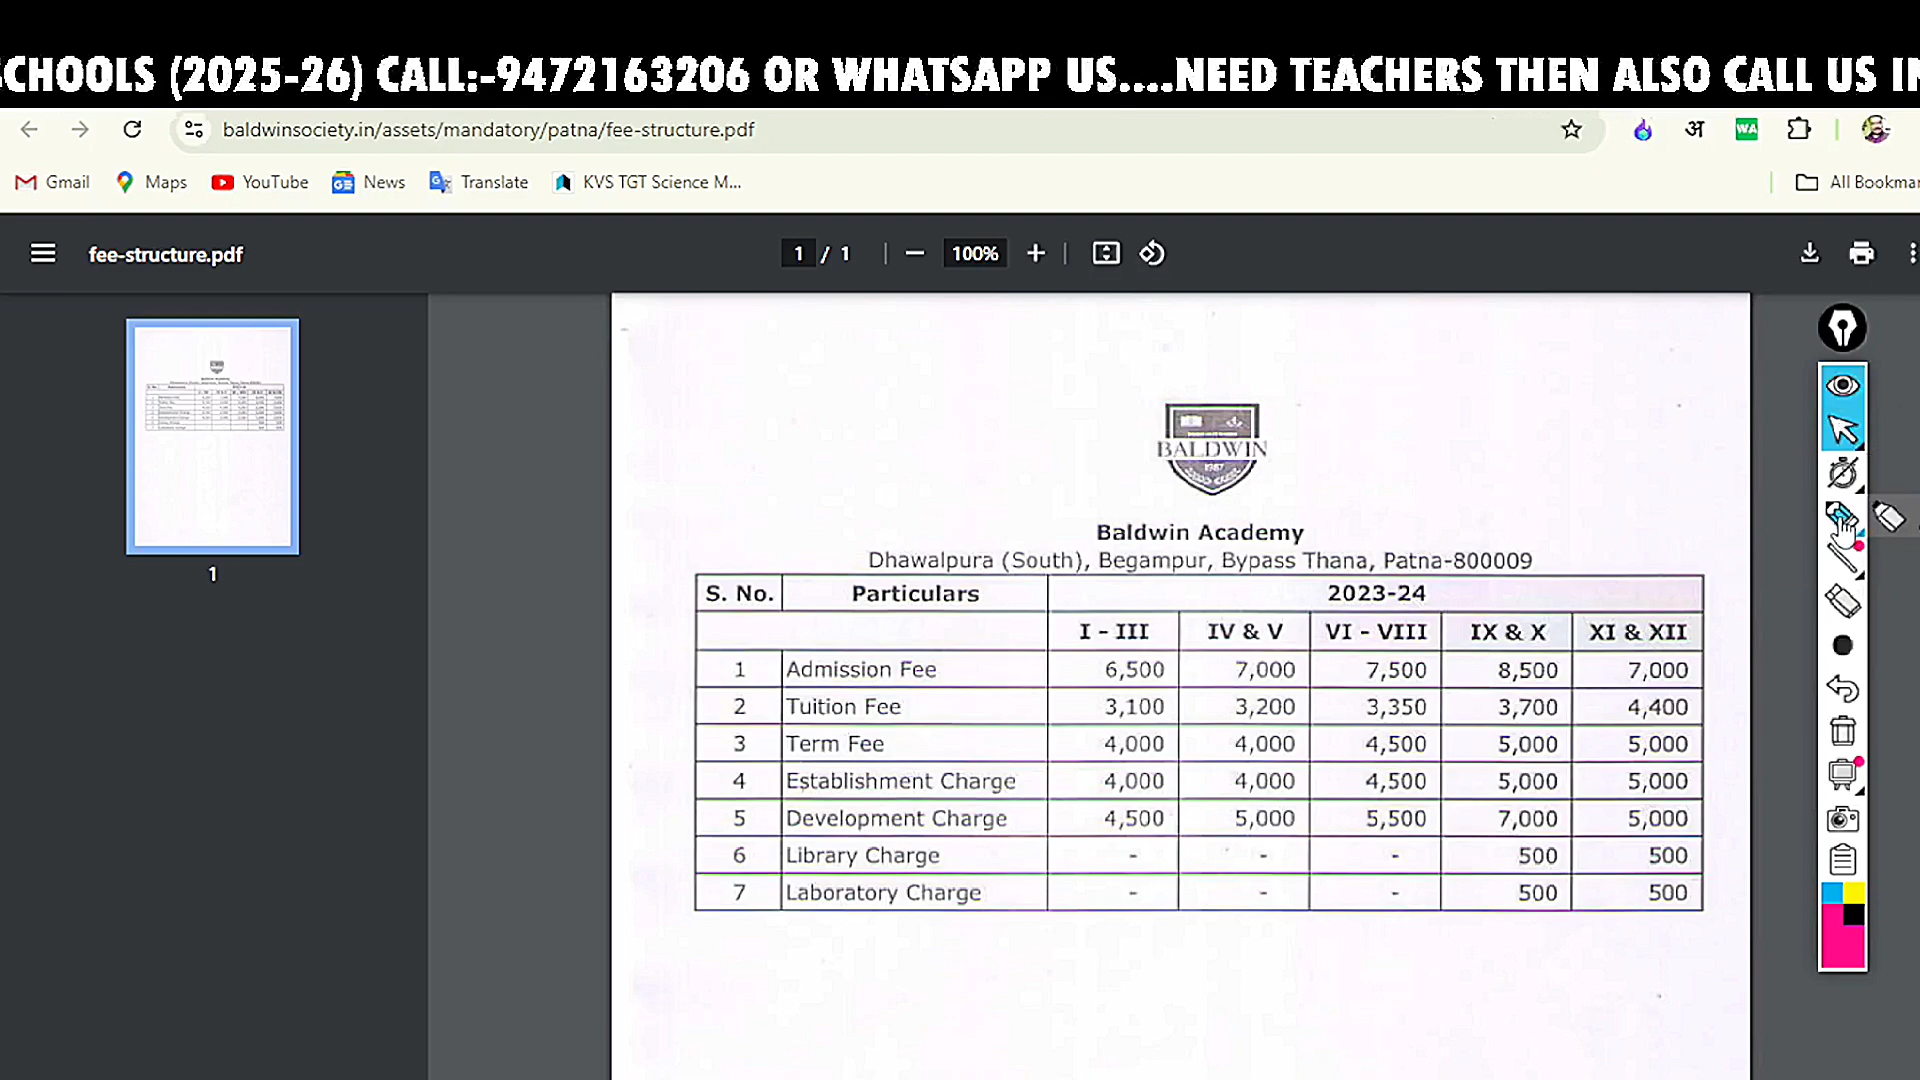 SCHOOLS (2025-26) CALL:-9472163206 OR WHATSAPP US....NEED TEACHERS THEN ALSO CALL US IN
baldwinsociety.in/assets/mandatory/patna/fee-structure.pdf
अ
WA
Gmail Maps YouTube News Translate KVS TGT Science M... All Bookmar
fee-structure.pdf 1 / 1 100%
1
BALDWIN
1987
Baldwin Academy
Dhawalpura (South), Begampur, Bypass Thana, Patna-800009
S. No. Particulars 2023-24
I - III IV & V VI - VIII IX & X XI & XII
1 Admission Fee 6,500 7,000 7,500 8,500 7,000
2 Tuition Fee 3,100 3,200 3,350 3,700 4,400
3 Term Fee 4,000 4,000 4,500 5,000 5,000
4 Establishment Charge 4,000 4,000 4,500 5,000 5,000
5 Development Charge 4,500 5,000 5,500 7,000 5,000
6 Library Charge - - - 500 500
7 Laboratory Charge - - - 500 500